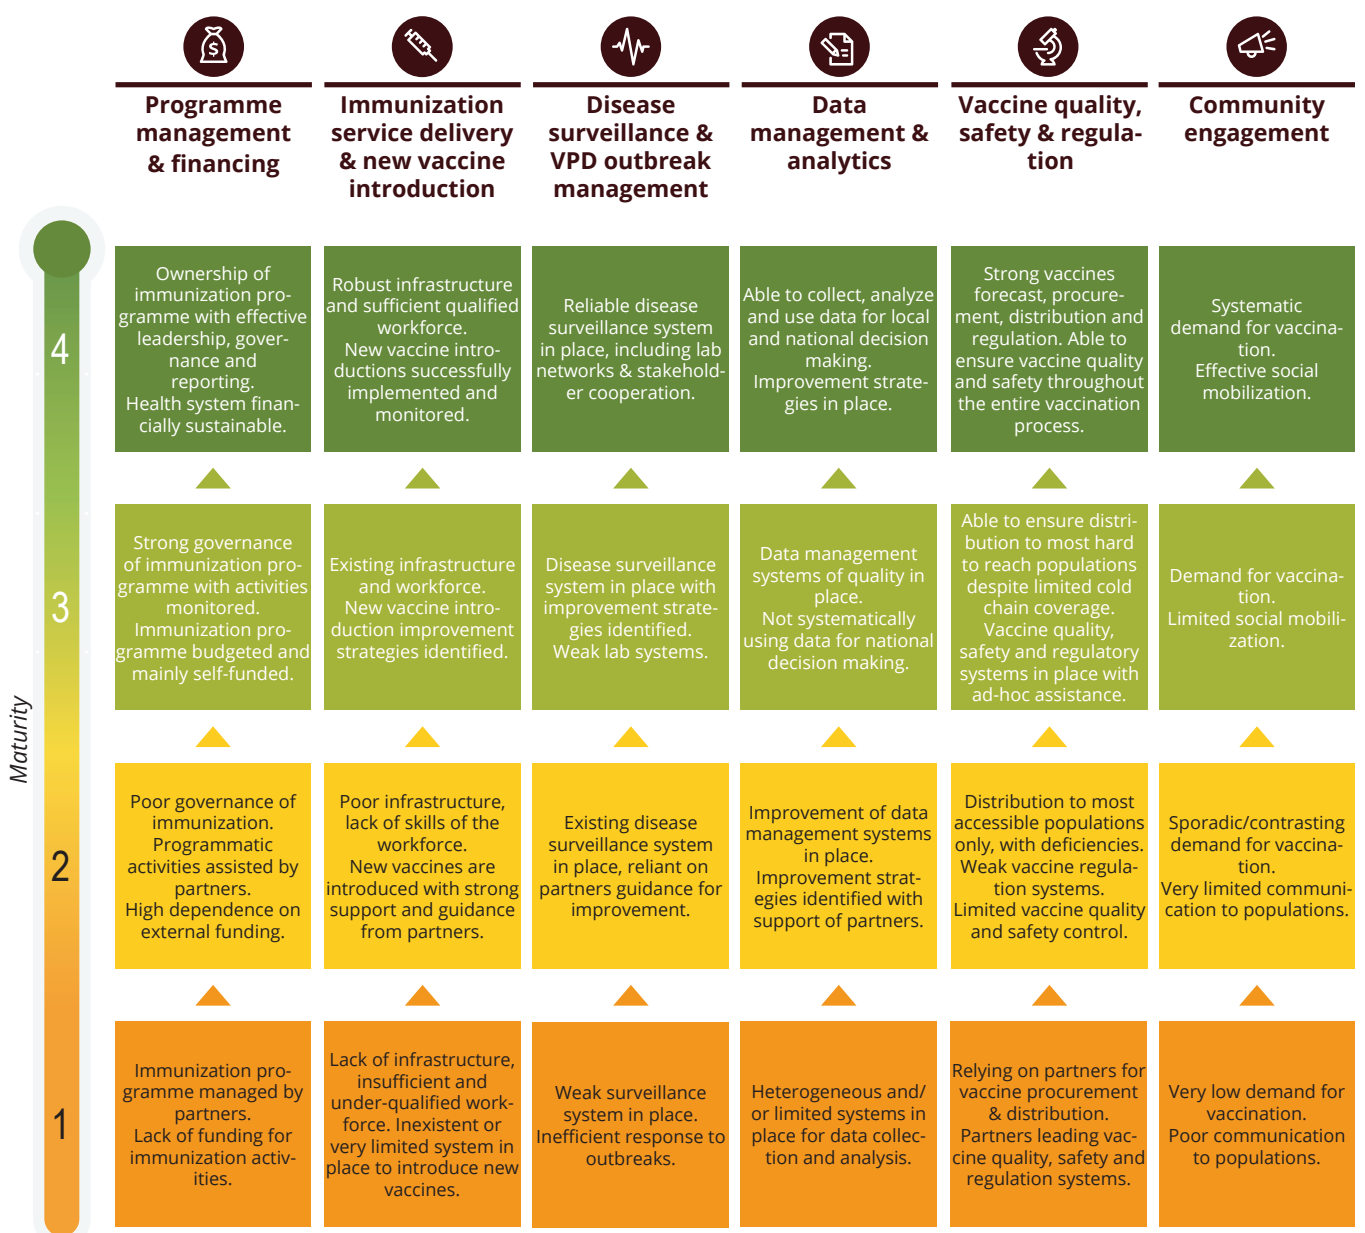 $
Programme
management
& financing
Immunization
service delivery
& new vaccine
introduction
Disease
surveillance &
VPD outbreak
management
Data
management &
analytics
Vaccine quality,
safety & regula-
tion
Community
engagement
Maturity
4
Ownership of
immunization pro-
gramme with effective
leadership, gover-
nance and
reporting.
Health system finan-
cially sustainable.
Robust infrastructure
and sufficient qualified
workforce.
New vaccine intro-
ductions successfully
implemented and
monitored.
Reliable disease
surveillance system
in place, including lab
networks & stakehold-
er cooperation.
Able to collect, analyze
and use data for local
and national decision
making.
Improvement strate-
gies in place.
Strong vaccines
forecast, procure-
ment, distribution and
regulation. Able to
ensure vaccine quality
and safety throughout
the entire vaccination
process.
Systematic
demand for vaccina-
tion.
Effective social
mobilization.
3
Strong governance
of immunization pro-
gramme with activities
monitored.
Immunization pro-
gramme budgeted and
mainly self-funded.
Existing infrastructure
and workforce.
New vaccine intro-
duction improvement
strategies identified.
Disease surveillance
system in place with
improvement strate-
gies identified.
Weak lab systems.
Data management
systems of quality in
place.
Not systematically
using data for national
decision making.
Able to ensure distri-
bution to most hard
to reach populations
despite limited cold
chain coverage.
Vaccine quality,
safety and regulatory
systems in place with
ad-hoc assistance.
Demand for vaccina-
tion.
Limited social mobili-
zation.
2
Poor governance of
immunization.
Programmatic
activities assisted by
partners.
High dependence on
external funding.
Poor infrastructure,
lack of skills of the
workforce.
New vaccines are
introduced with strong
support and guidance
from partners.
Existing disease
surveillance system
in place, reliant on
partners guidance for
improvement.
Improvement of data
management systems
in place.
Improvement strat-
egies identified with
support of partners.
Distribution to most
accessible populations
only, with deficiencies.
Weak vaccine regula-
tion systems.
Limited vaccine quality
and safety control.
Sporadic/contrasting
demand for vaccina-
tion.
Very limited communi-
cation to populations.
1
Immunization pro-
gramme managed by
partners.
Lack of funding for
immunization activ-
ities.
Lack of infrastructure,
insufficient and
under-qualified work-
force. Inexistent or
very limited system in
place to introduce new
vaccines.
Weak surveillance
system in place.
Inefficient response to
outbreaks.
Heterogeneous and/
or limited systems in
place for data collec-
tion and analysis.
Relying on partners for
vaccine procurement
& distribution.
Partners leading vac-
cine quality, safety and
regulation systems.
Very low demand for
vaccination.
Poor communication
to populations.